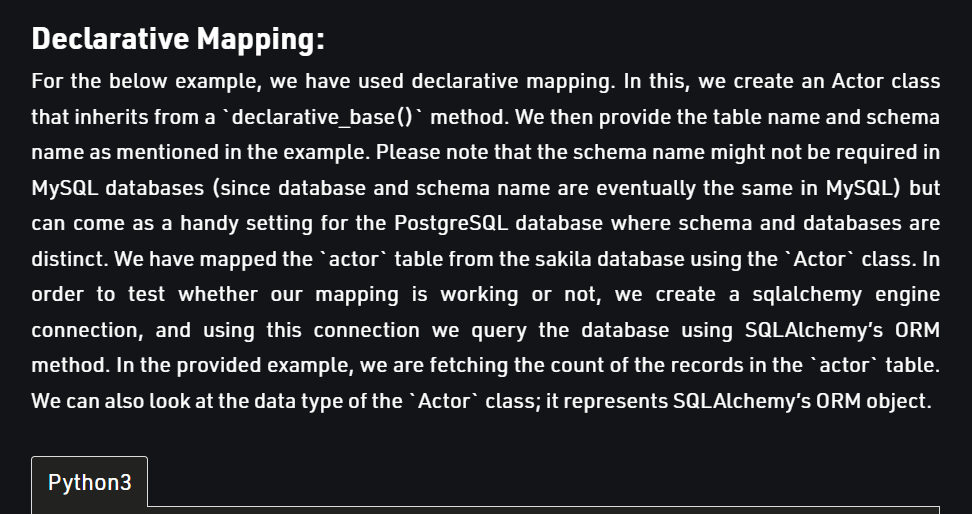 Declarative Mapping:
For the below example, we have used declarative mapping. In this, we create an Actor class
that inherits from a `declarative_base()` method. We then provide the table name and schema
name as mentioned in the example. Please note that the schema name might not be required in
MySQL databases (since database and schema name are eventually the same in MySQL) but
can come as a handy setting for the PostgreSQL database where schema and databases are
distinct. We have mapped the `actor` table from the sakila database using the `Actor` class. In
order to test whether our mapping is working or not, we create a sqlalchemy engine
connection, and using this connection we query the database using SQLAlchemy’s ORM
method. In the provided example, we are fetching the count of the records in the `actor` table.
We can also look at the data type of the `Actor` class; it represents SQLAlchemy’s ORM object.
Python3